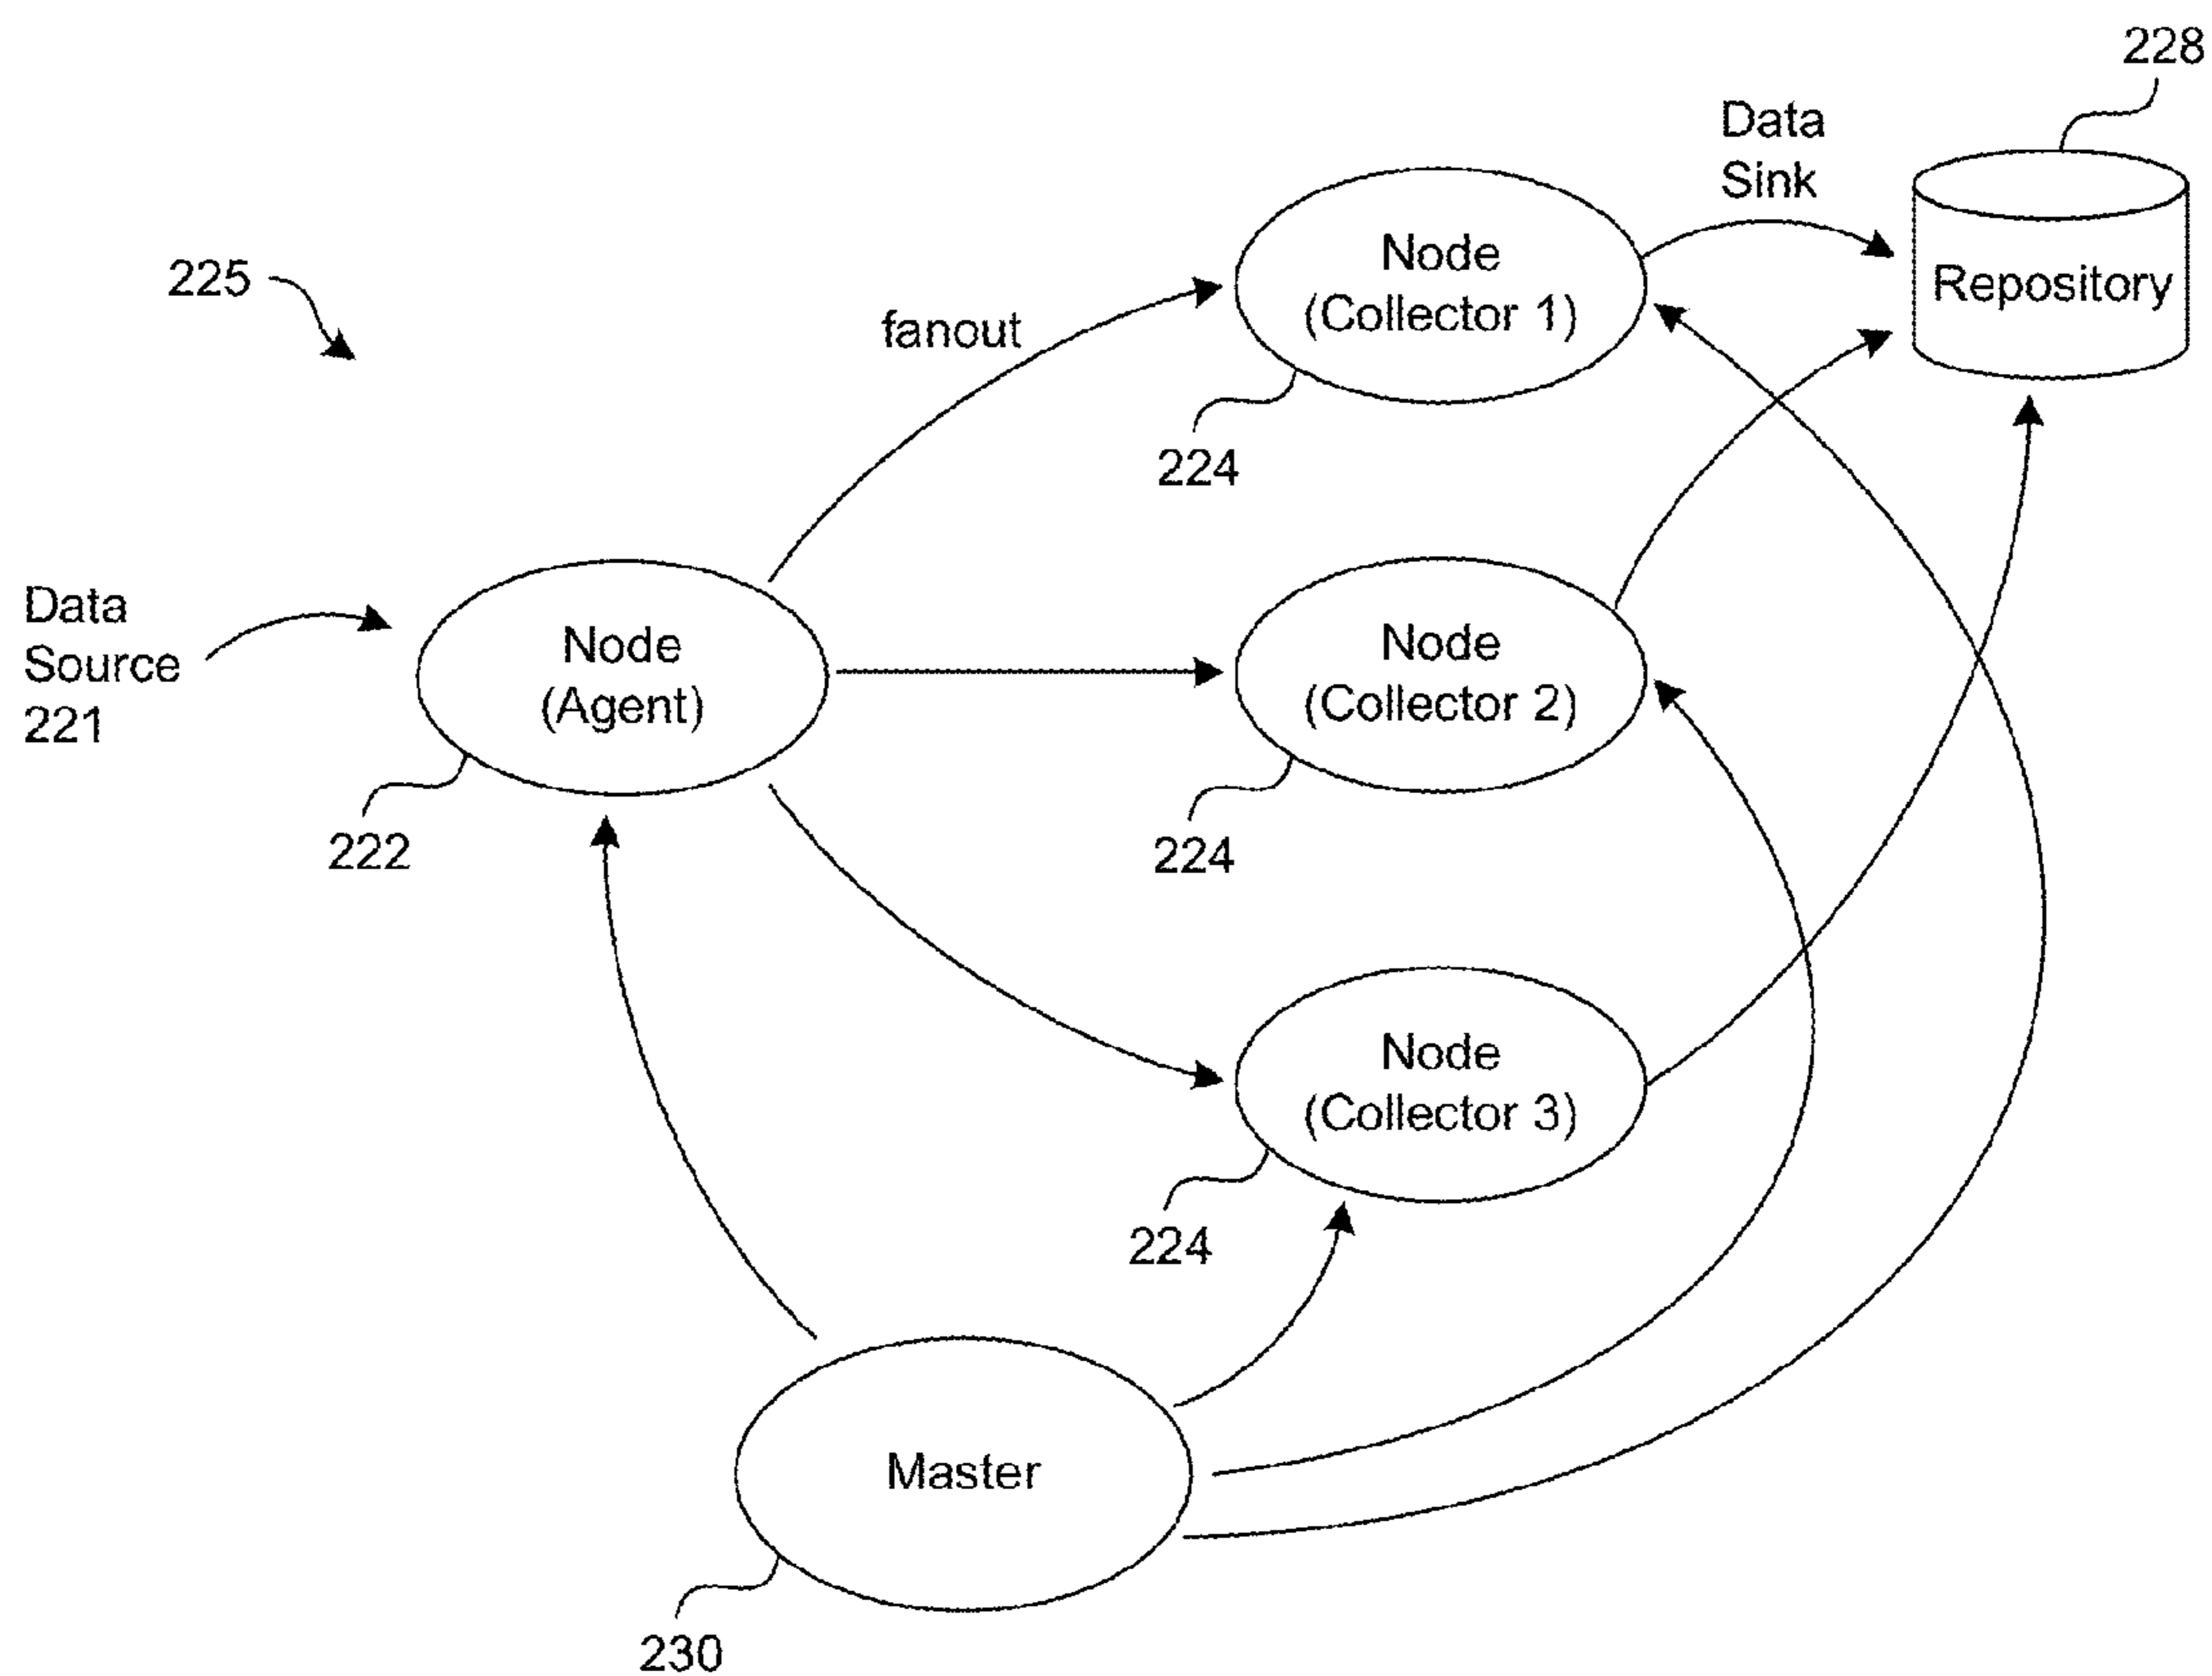 228
Data
Sink
Node
(Collector 1)
Repository
225
fanout
224
Data
Source
221
Node
(Agent)
Node
(Collector 2)
222
224
Node
(Collector 3)
224
Master
230